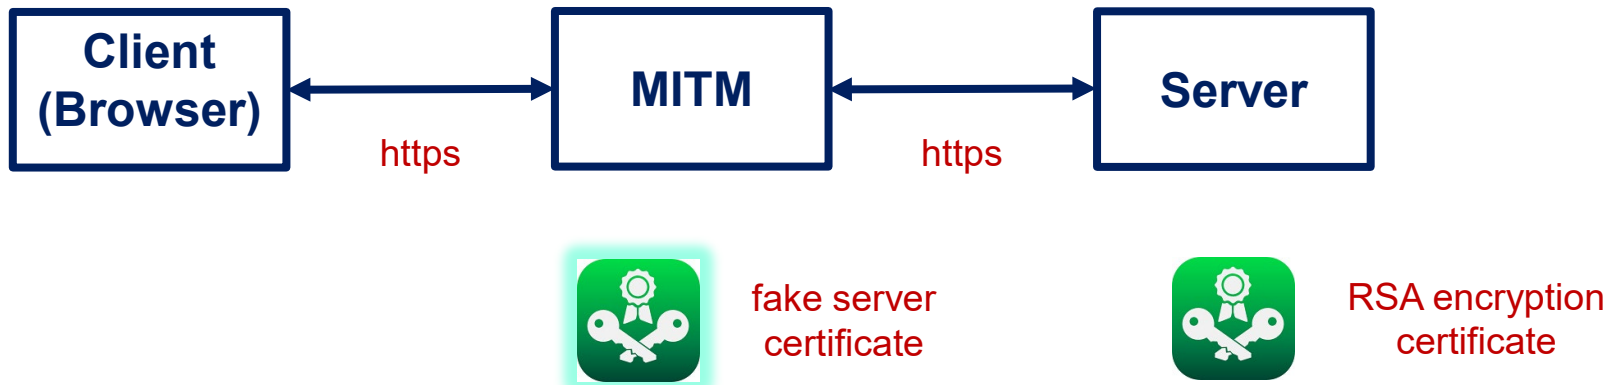 Client
(Browser)
MITM
Server
https
https
fake server
certificate
RSA encryption
certificate